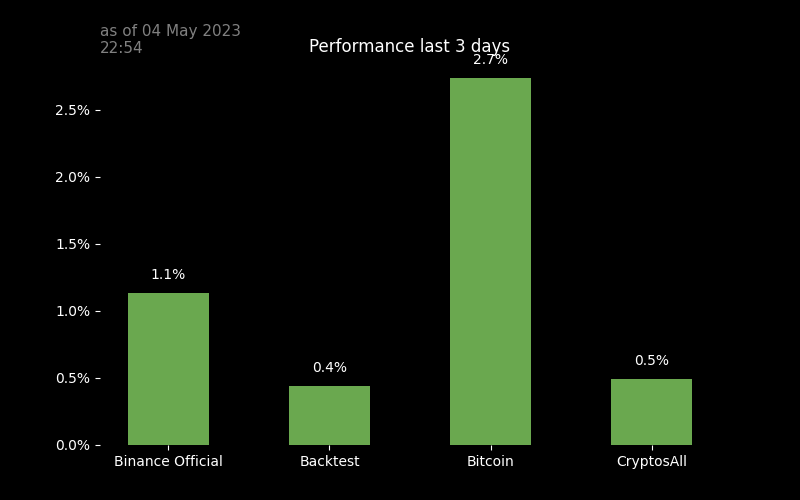 as of 04 May 2023
22:54
Performance last 3 days
2.7%
2.5%
2.0%
1.5%
1.1%
1.0%
0.5%
0.4%
0.5%
0.0%
Binance Official
Backtest
Bitcoin
CryptosAll